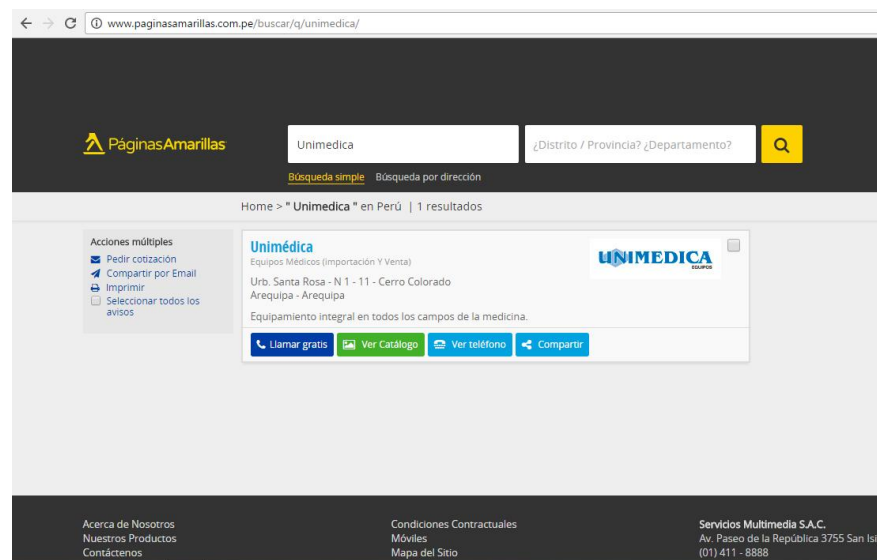 www.paginasamarillas.com.pe/buscar/q/unimedica/
PáginasAmarillas
Unimedica
¿Distrito / Provincia? ¿Departamento?
Búsqueda simple Búsqueda por dirección
Home > " Unimedica " en Perú | 1 resultados
Acciones múltiples
Pedir cotización
Compartir por Email
Imprimir
Seleccionar todos los
avisos
Unimédica
Equipos Médicos (importación Y Venta)
Urb. Santa Rosa - N 1 - 11 - Cerro Colorado
Arequipa - Arequipa
Equipamiento integral en todos los campos de la medicina.
UNIMEDICA
EQUIPOS
Llamar gratis Ver Catálogo Ver teléfono Compartir
Acerca de Nosotros
Nuestros Productos
Contáctenos
Condiciones Contractuales
Móviles
Mapa del Sitio
Servicios Multimedia S.A.C.
Av. Paseo de la República 3755 San Isi
(01) 411 - 8888